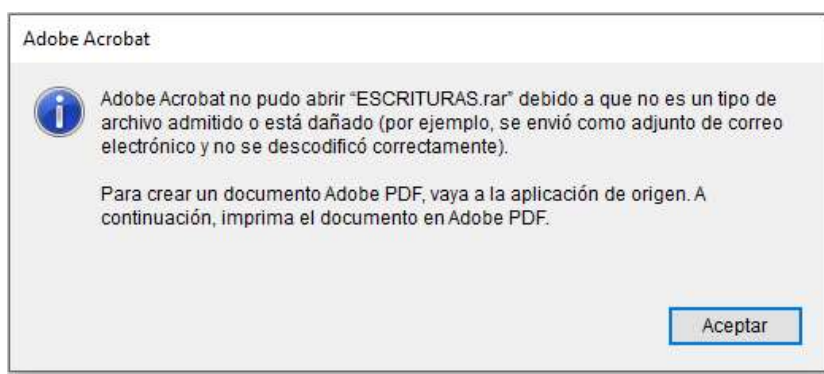 Adobe Acrobat
Adobe Acrobat no pudo abrir “ESCRITURAS.rar” debido a que no es un tipo de
archivo admitido o está dañado (por ejemplo, se envió como adjunto de correo
electrónico y no se descodificó correctamente).
Para crear un documento Adobe PDF, vaya a la aplicación de origen. A
continuación, imprima el documento en Adobe PDF.
Aceptar